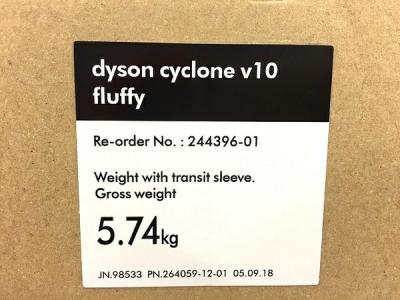 dyson cyclone v10
fluffy
Re-order No. : 244396-01
Weight with transit sleeve.
Gross weight
5.74kg
JN.98533 PN.264059-12-01 05.09.18